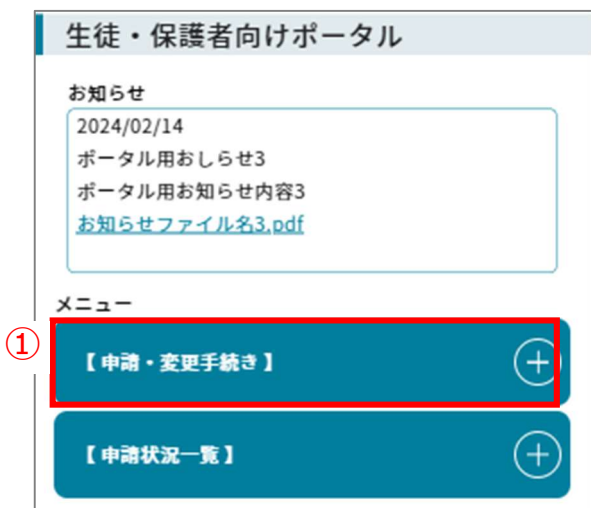 生徒・保護者向けポータル
お知らせ
2024/02/14
ポータル用おしらせ3
ポータル用お知らせ内容3
お知らせファイル名3.pdf
メニュー
①
【申請・変更手続き】
【申請状況一覧】